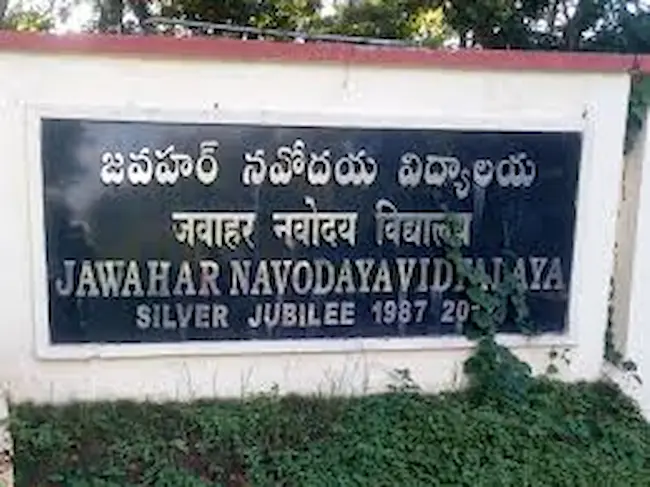 జవహర్ నవోదయ విద్యాలయ
जवाहर नवोदय विद्यालय
JAWAHAR NAVODAYA VIDYALAYA
SILVER JUBILEE 1987